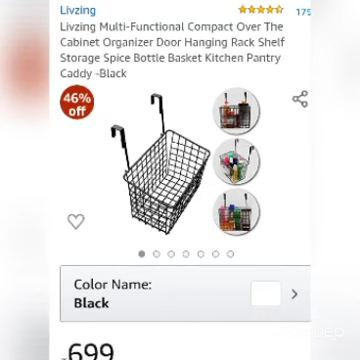 Livzing
179
Livzing Multi-Functional Compact Over The
Cabinet Organizer Door Hanging Rack Shelf
Storage Spice Bottle Basket Kitchen Pantry
Caddy -Black
46%
off
Color Name:
Black
699